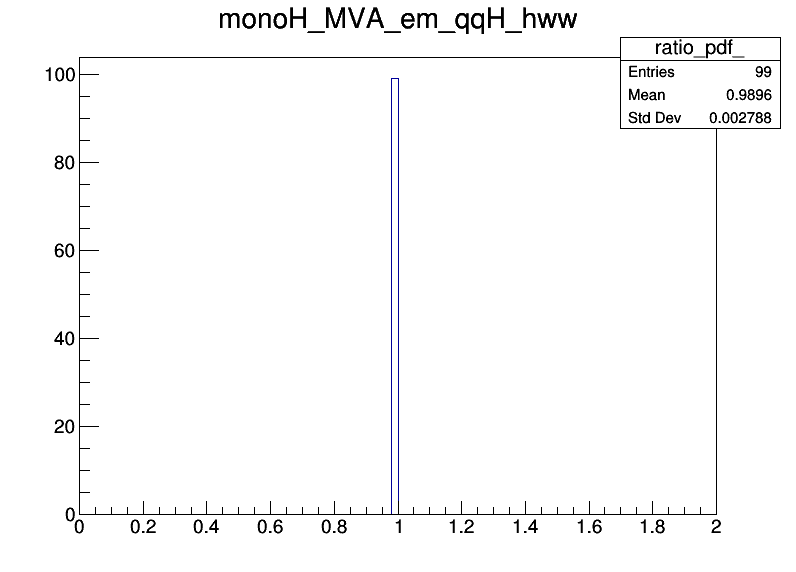 monoH_MVA_em_qqH_hww
ratio_pdf_
Entries 99
Mean 0.9896
Std Dev 0.002788
100
80
60
40
20
0
0 0.2 0.4 0.6 0.8 1 1.2 1.4 1.6 1.8 2